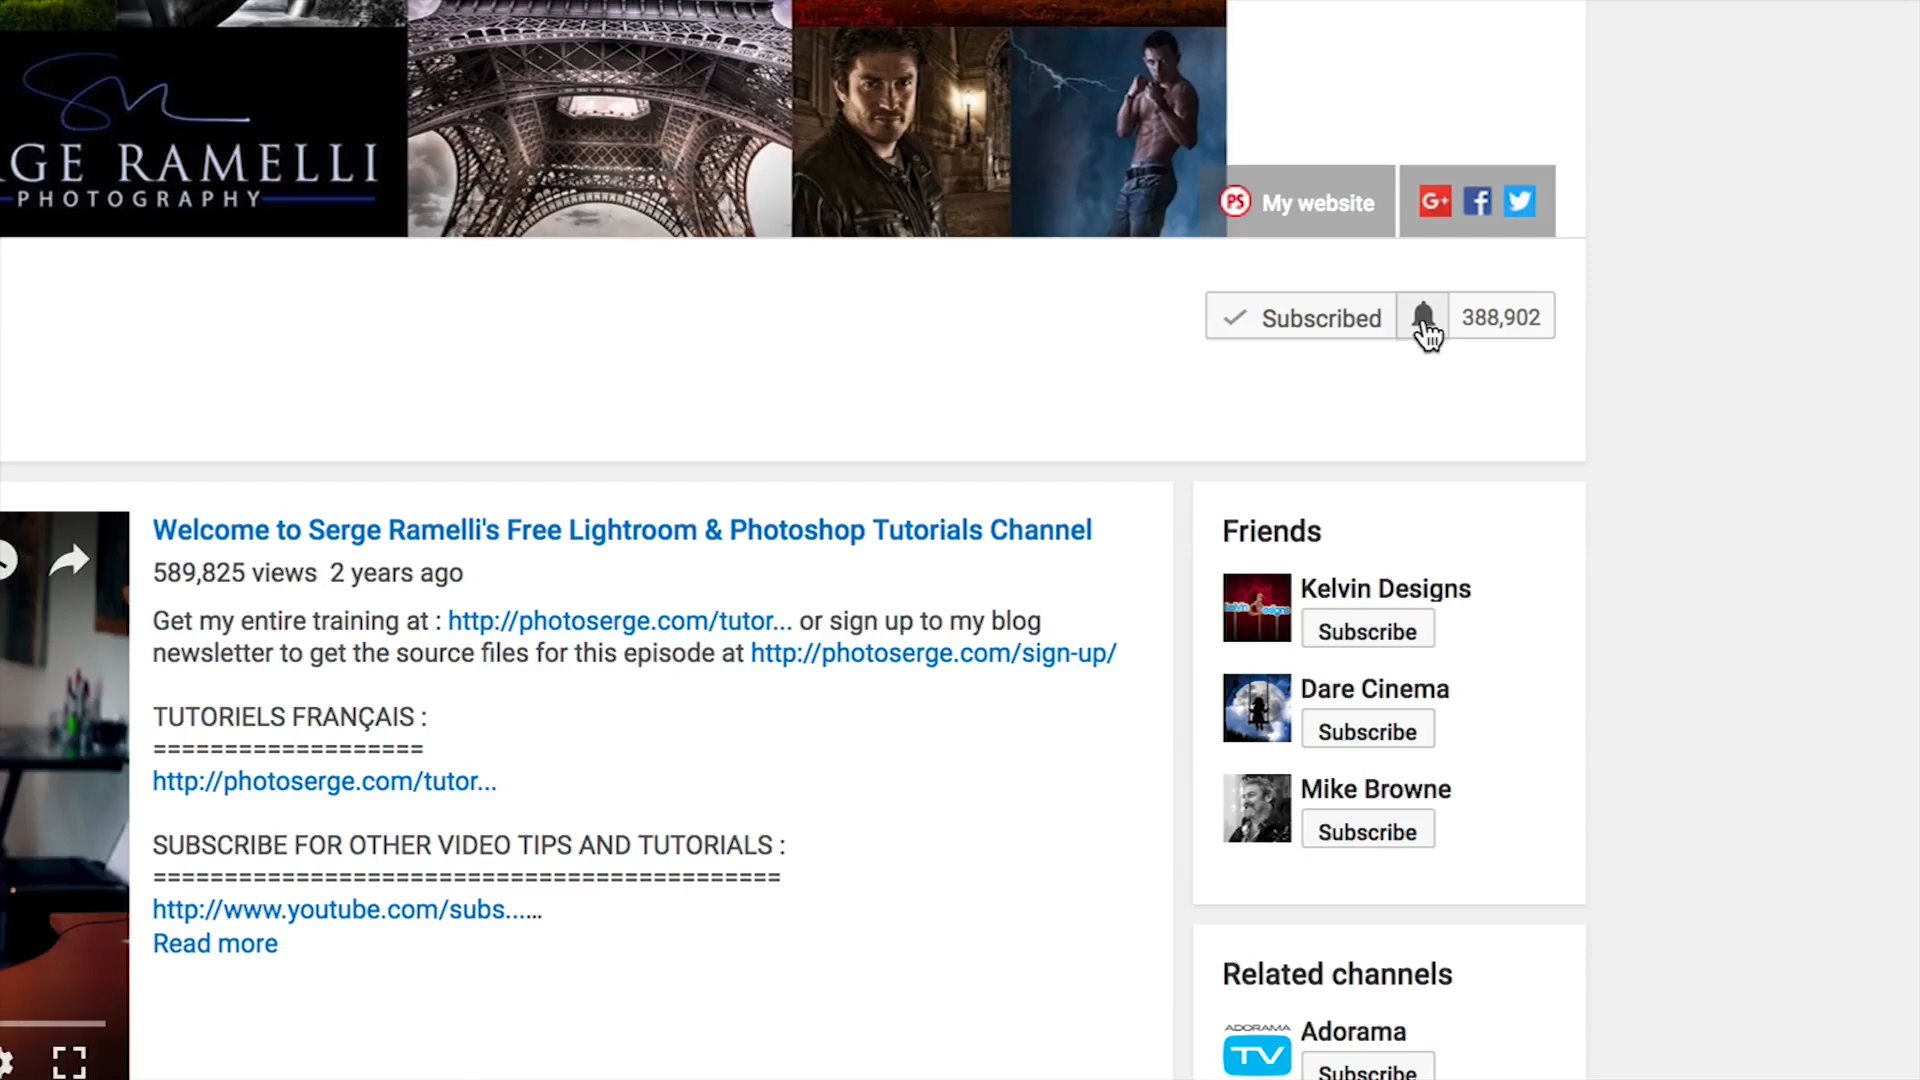 GE RAMELLI
PHOTOGRAPHY
PS My website
G+ f
Subscribed 388,902
Welcome to Serge Ramelli's Free Lightroom & Photoshop Tutorials Channel
589,825 views 2 years ago
Get my entire training at : http://photoserge.com/tutor... or sign up to my blog
newsletter to get the source files for this episode at http://photoserge.com/sign-up/
TUTORIELS FRANÇAIS :
===================
http://photoserge.com/tutor...
SUBSCRIBE FOR OTHER VIDEO TIPS AND TUTORIALS :
============================================
http://www.youtube.com/subs......
Read more
Friends
Kelvin Designs
Subscribe
Dare Cinema
Subscribe
Mike Browne
Subscribe
Related channels
ADORAMA
TV
Adorama
Subscribe